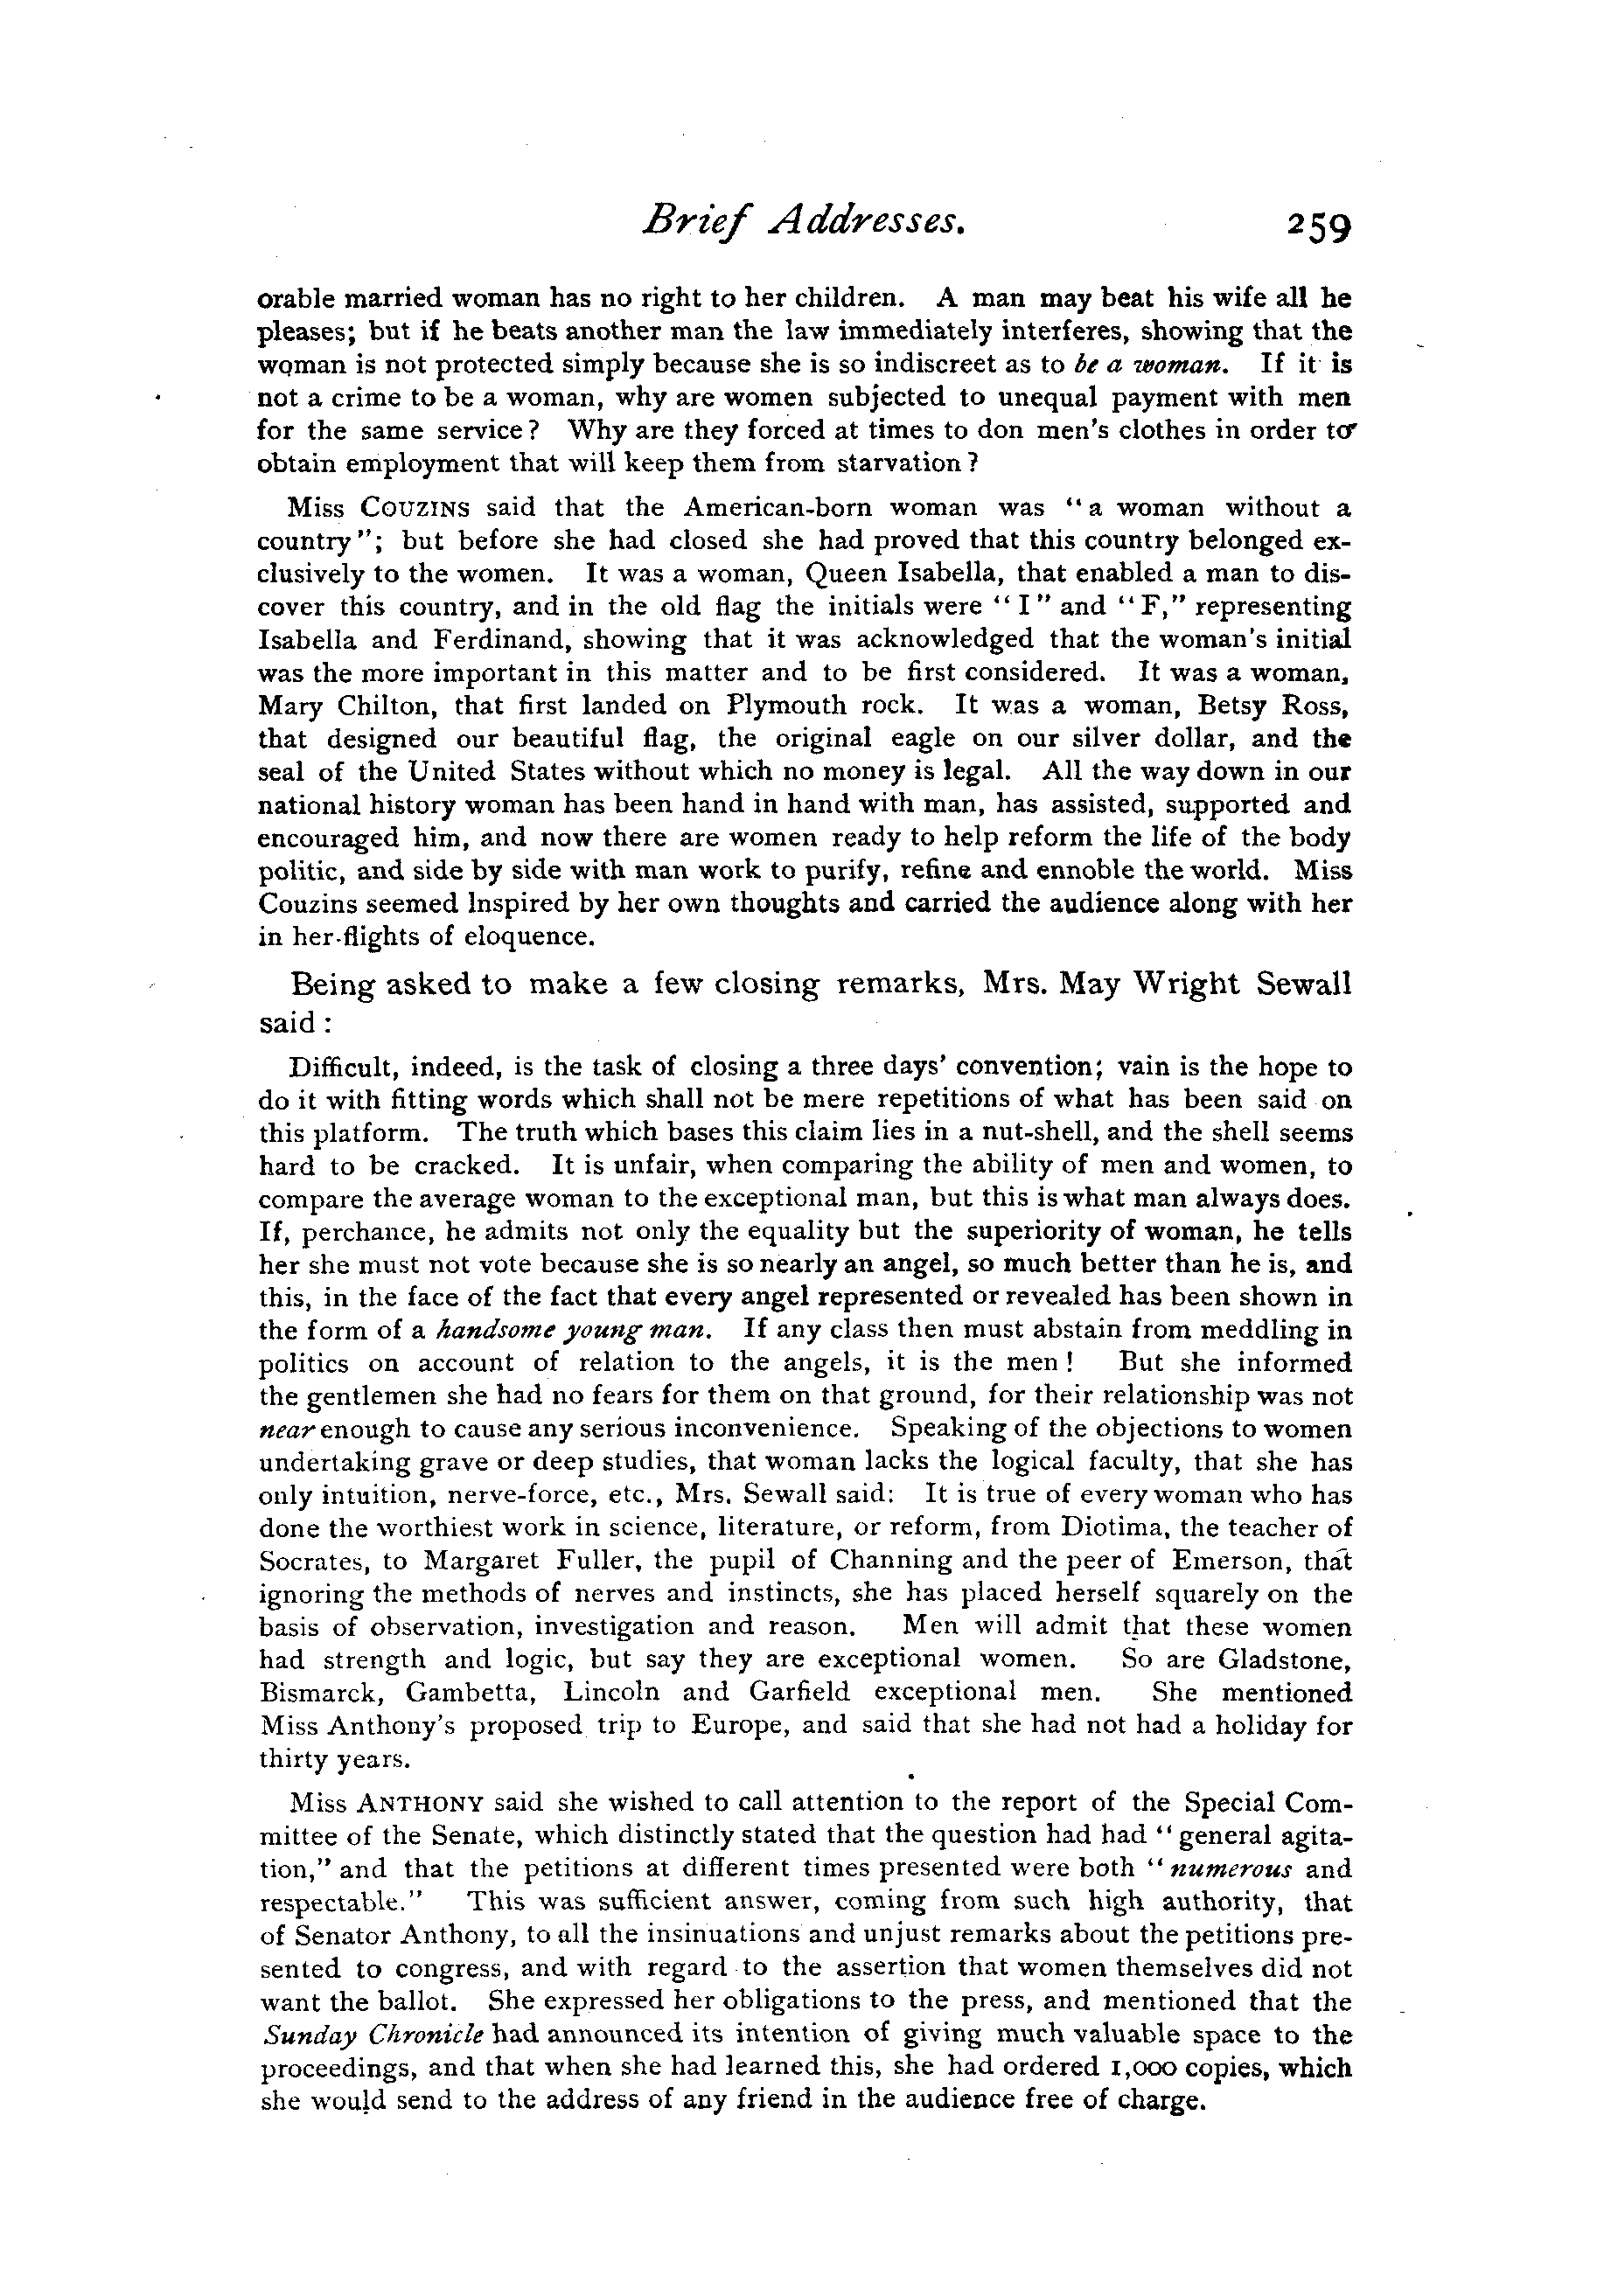 Brief Addresses. 259
orable married woman has no right to her children. A man may beat his wife all he
pleases; but if he beats another man the law immediately interferes, showing that the
woman is not protected simply because she is so indiscreet as to be a woman. If it is
not a crime to be a woman, why are women subjected to unequal payment with men
for the same service? Why are they forced at times to don men's clothes in order to
obtain employment that will keep them from starvation?
Miss COUZINS said that the American-born woman was "a woman without a
country"; but before she had closed she had proved that this country belonged ex-
clusively to the women. It was a woman, Queen Isabella, that enabled a man to dis-
cover this country, and in the old flag the initials were "I" and "F," representing
Isabella and Ferdinand, showing that it was acknowledged that the woman's initial
was the more important in this matter and to be first considered. It was a woman,
Mary Chilton, that first landed on Plymouth rock. It was a woman, Betsy Ross,
that designed our beautiful flag, the original eagle on our silver dollar, and the
seal of the United States without which no money is legal. All the way down in our
national history woman has been hand in hand with man, has assisted, supported and
encouraged him, and now there are women ready to help reform the life of the body
politic, and side by side with man work to purify, refine and ennoble the world. Miss
Couzins seemed Inspired by her own thoughts and carried the audience along with her
in her flights of eloquence.
Being asked to make a few closing remarks, Mrs. May Wright Sewall
said:
Difficult, indeed, is the task of closing a three days' convention; vain is the hope to
do it with fitting words which shall not be mere repetitions of what has been said on
this platform. The truth which bases this claim lies in a nut-shell, and the shell seems
hard to be cracked. It is unfair, when comparing the ability of men and women, to
compare the average woman to the exceptional man, but this is what man always does.
If, perchance, he admits not only the equality but the superiority of woman, he tells
her she must not vote because she is so nearly an angel, so much better than he is, and
this, in the face of the fact that every angel represented or revealed has been shown in
the form of a handsome young man. If any class then must abstain from meddling in
politics on account of relation to the angels, it is the men! But she informed
the gentlemen she had no fears for them on that ground, for their relationship was not
near enough to cause any serious inconvenience. Speaking of the objections to women
undertaking grave or deep studies, that woman lacks the logical faculty, that she has
only intuition, nerve-force, etc., Mrs. Sewall said: It is true of every woman who has
done the worthiest work in science, literature, or reform, from Diotima, the teacher of
Socrates, to Margaret Fuller, the pupil of Channing and the peer of Emerson, that
ignoring the methods of nerves and instincts, she has placed herself squarely on the
basis of observation, investigation and reason. Men will admit that these women
had strength and logic, but say they are exceptional women. So are Gladstone,
Bismarck, Gambetta, Lincoln and Garfield exceptional men. She mentioned
Miss Anthony's proposed trip to Europe, and said that she had not had a holiday for
thirty years.
Miss ANTHONY said she wished to call attention to the report of the Special Com-
mittee of the Senate, which distinctly stated that the question had had "general agita-
tion," and that the petitions at different times presented were both "numerous and
respectable." This was sufficient answer, coming from such high authority, that
of Senator Anthony, to all the insinuations and unjust remarks about the petitions pre-
sented to congress, and with regard to the assertion that women themselves did not
want the ballot. She expressed her obligations to the press, and mentioned that the
Sunday Chronicle had announced its intention of giving much valuable space to the
proceedings, and that when she had learned this, she had ordered 1,000 copies, which
she would send to the address of any friend in the audience free of charge.